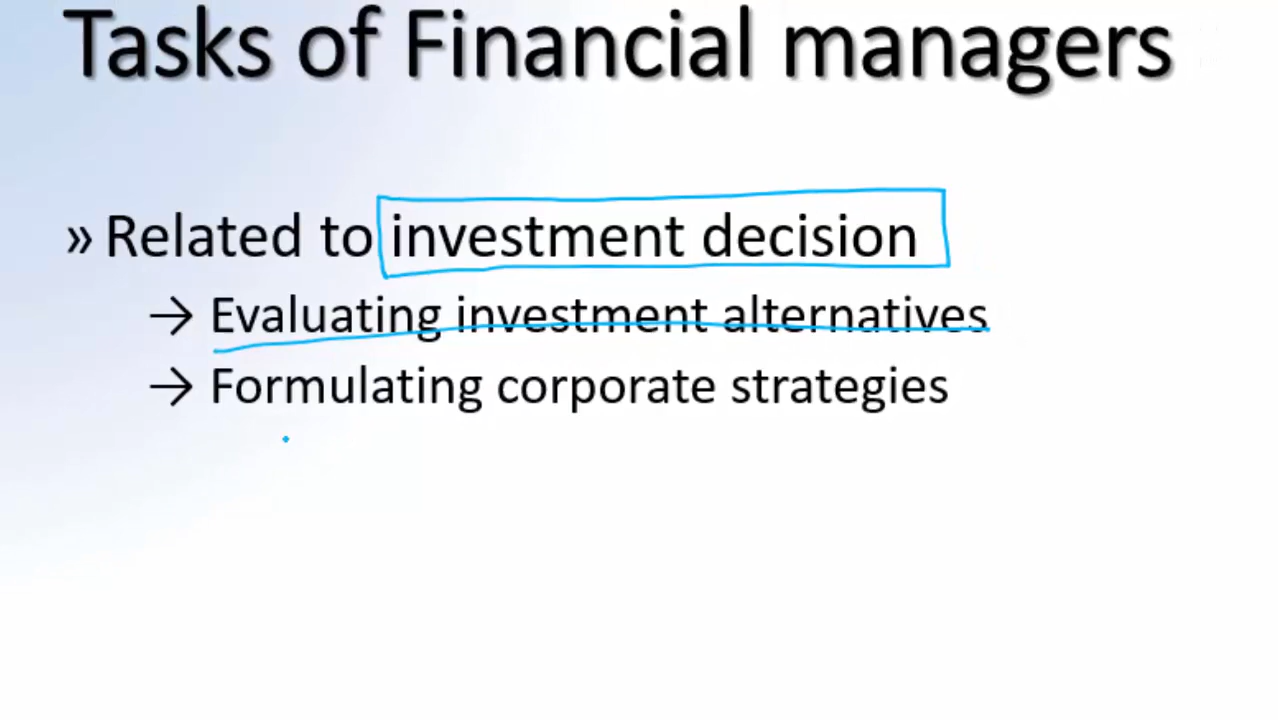 Tasks of Financial managers
» Related to investment decision
→ Evaluating investment alternatives
→ Formulating corporate strategies